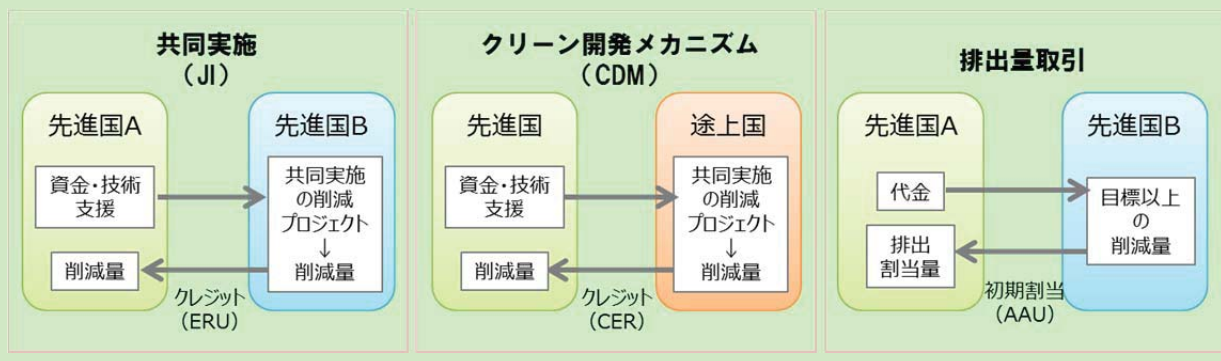 共同実施
（JI）
先進国A
先進国B
資金・技術
支援
共同実施
の削減
プロジェクト
↓
削減量
削減量
クレジット
（ERU）
クリーン開発メカニズム
（CDM）
先進国
途上国
資金・技術
支援
共同実施
の削減
プロジェクト
↓
削減量
削減量
クレジット
（CER）
排出量取引
先進国A
先進国B
代金
目標以上
の
削減量
排出
割当量
初期割当
（AAU）